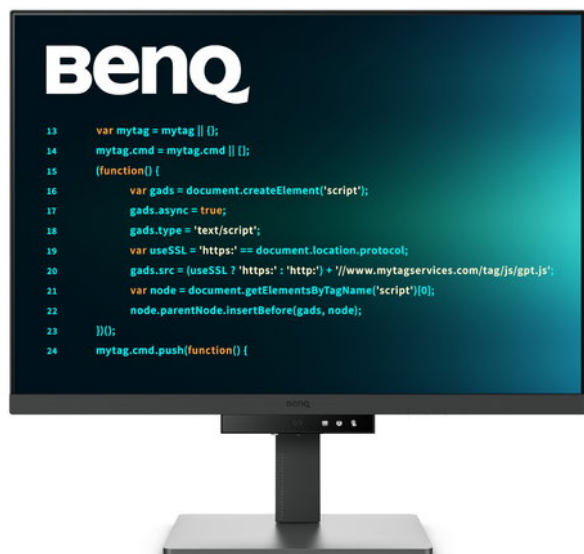 BenQ
13 var mytag = mytag || {};
14 mytag.cmd = mytag.cmd || [];
15 (function() {
16 var gads = document.createElement('script');
17 gads.async = true;
18 gads.type = 'text/script';
19 var useSSL = 'https:' == document.location.protocol;
20 gads.src = (useSSL ? 'https:' : 'http:') + '//www.mytagservices.com/tag/js/gpt.js';
21 var node = document.getElementsByTagName('script')[0];
22 node.parentNode.insertBefore(gads, node);
23 })();
24 mytag.cmd.push(function() {
BenQ